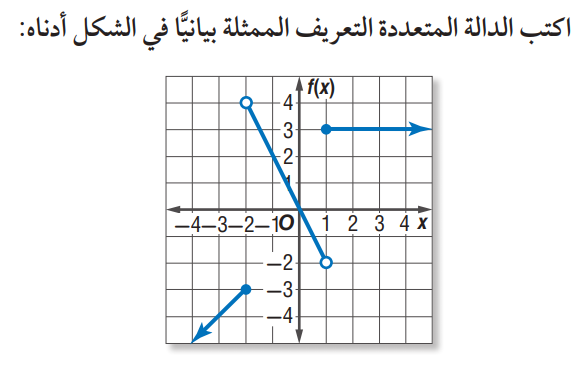 اكتب الدالة المتعددة التعريف الممثلة بيانيًّا في الشكل أدناه:
f(x)
4
3
2
1
−4−3−2−1O 1 2 3 4 x
−2
−3
−4